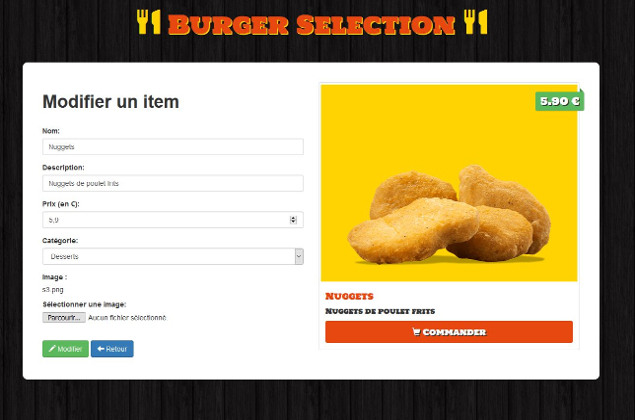 Burger Selection
Modifier un item
Nom:
Nuggets
Description:
Nuggets de poulet frits
Prix (en €):
5,9
Catégorie:
Desserts
Image :
s3.png
Sélectionner une image:
Parcourir... Aucun fichier sélectionné.
Modifier Retour
5.90 €
Nuggets
Nuggets de poulet frits
Commander